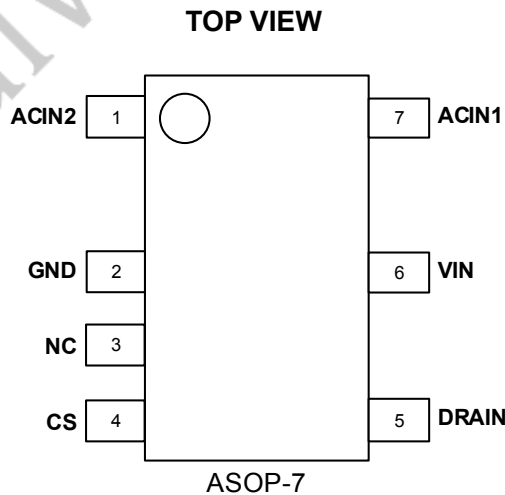 TOP VIEW
ACIN2 1 7 ACIN1
GND 2 6 VIN
NC 3
CS 4 5 DRAIN
ASOP-7